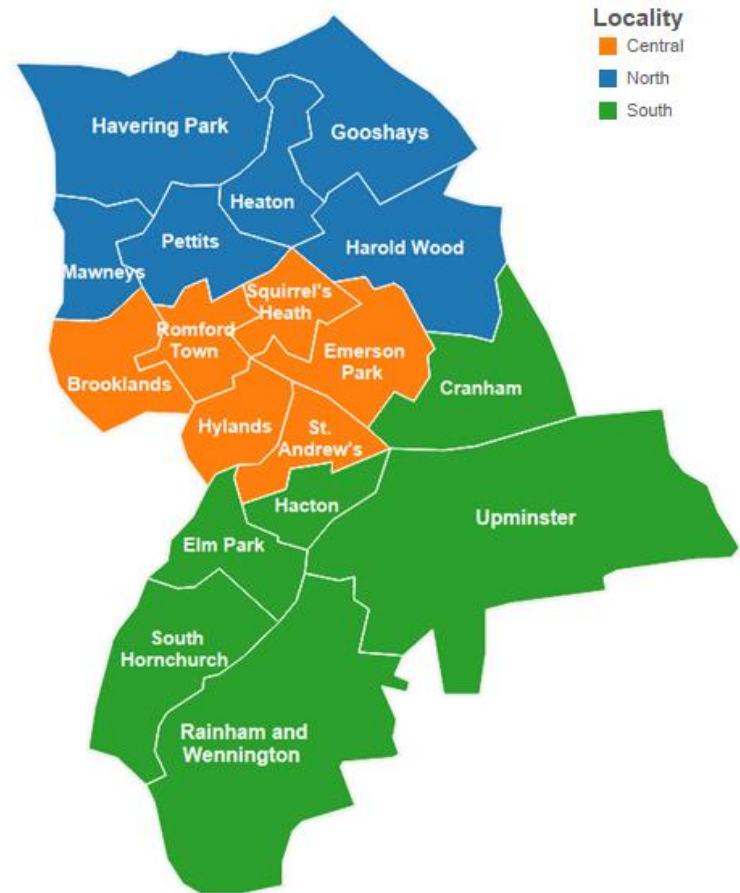 Locality
Central
North
South
Havering Park
Gooshays
Heaton
Pettits
Harold Wood
Mawneys
Squirrel's
Heath
Romford
Town
Emerson
Park
Brooklands
Cranham
Hylands
St.
Andrew's
Hacton
Upminster
Elm Park
South
Hornchurch
Rainham and
Wennington